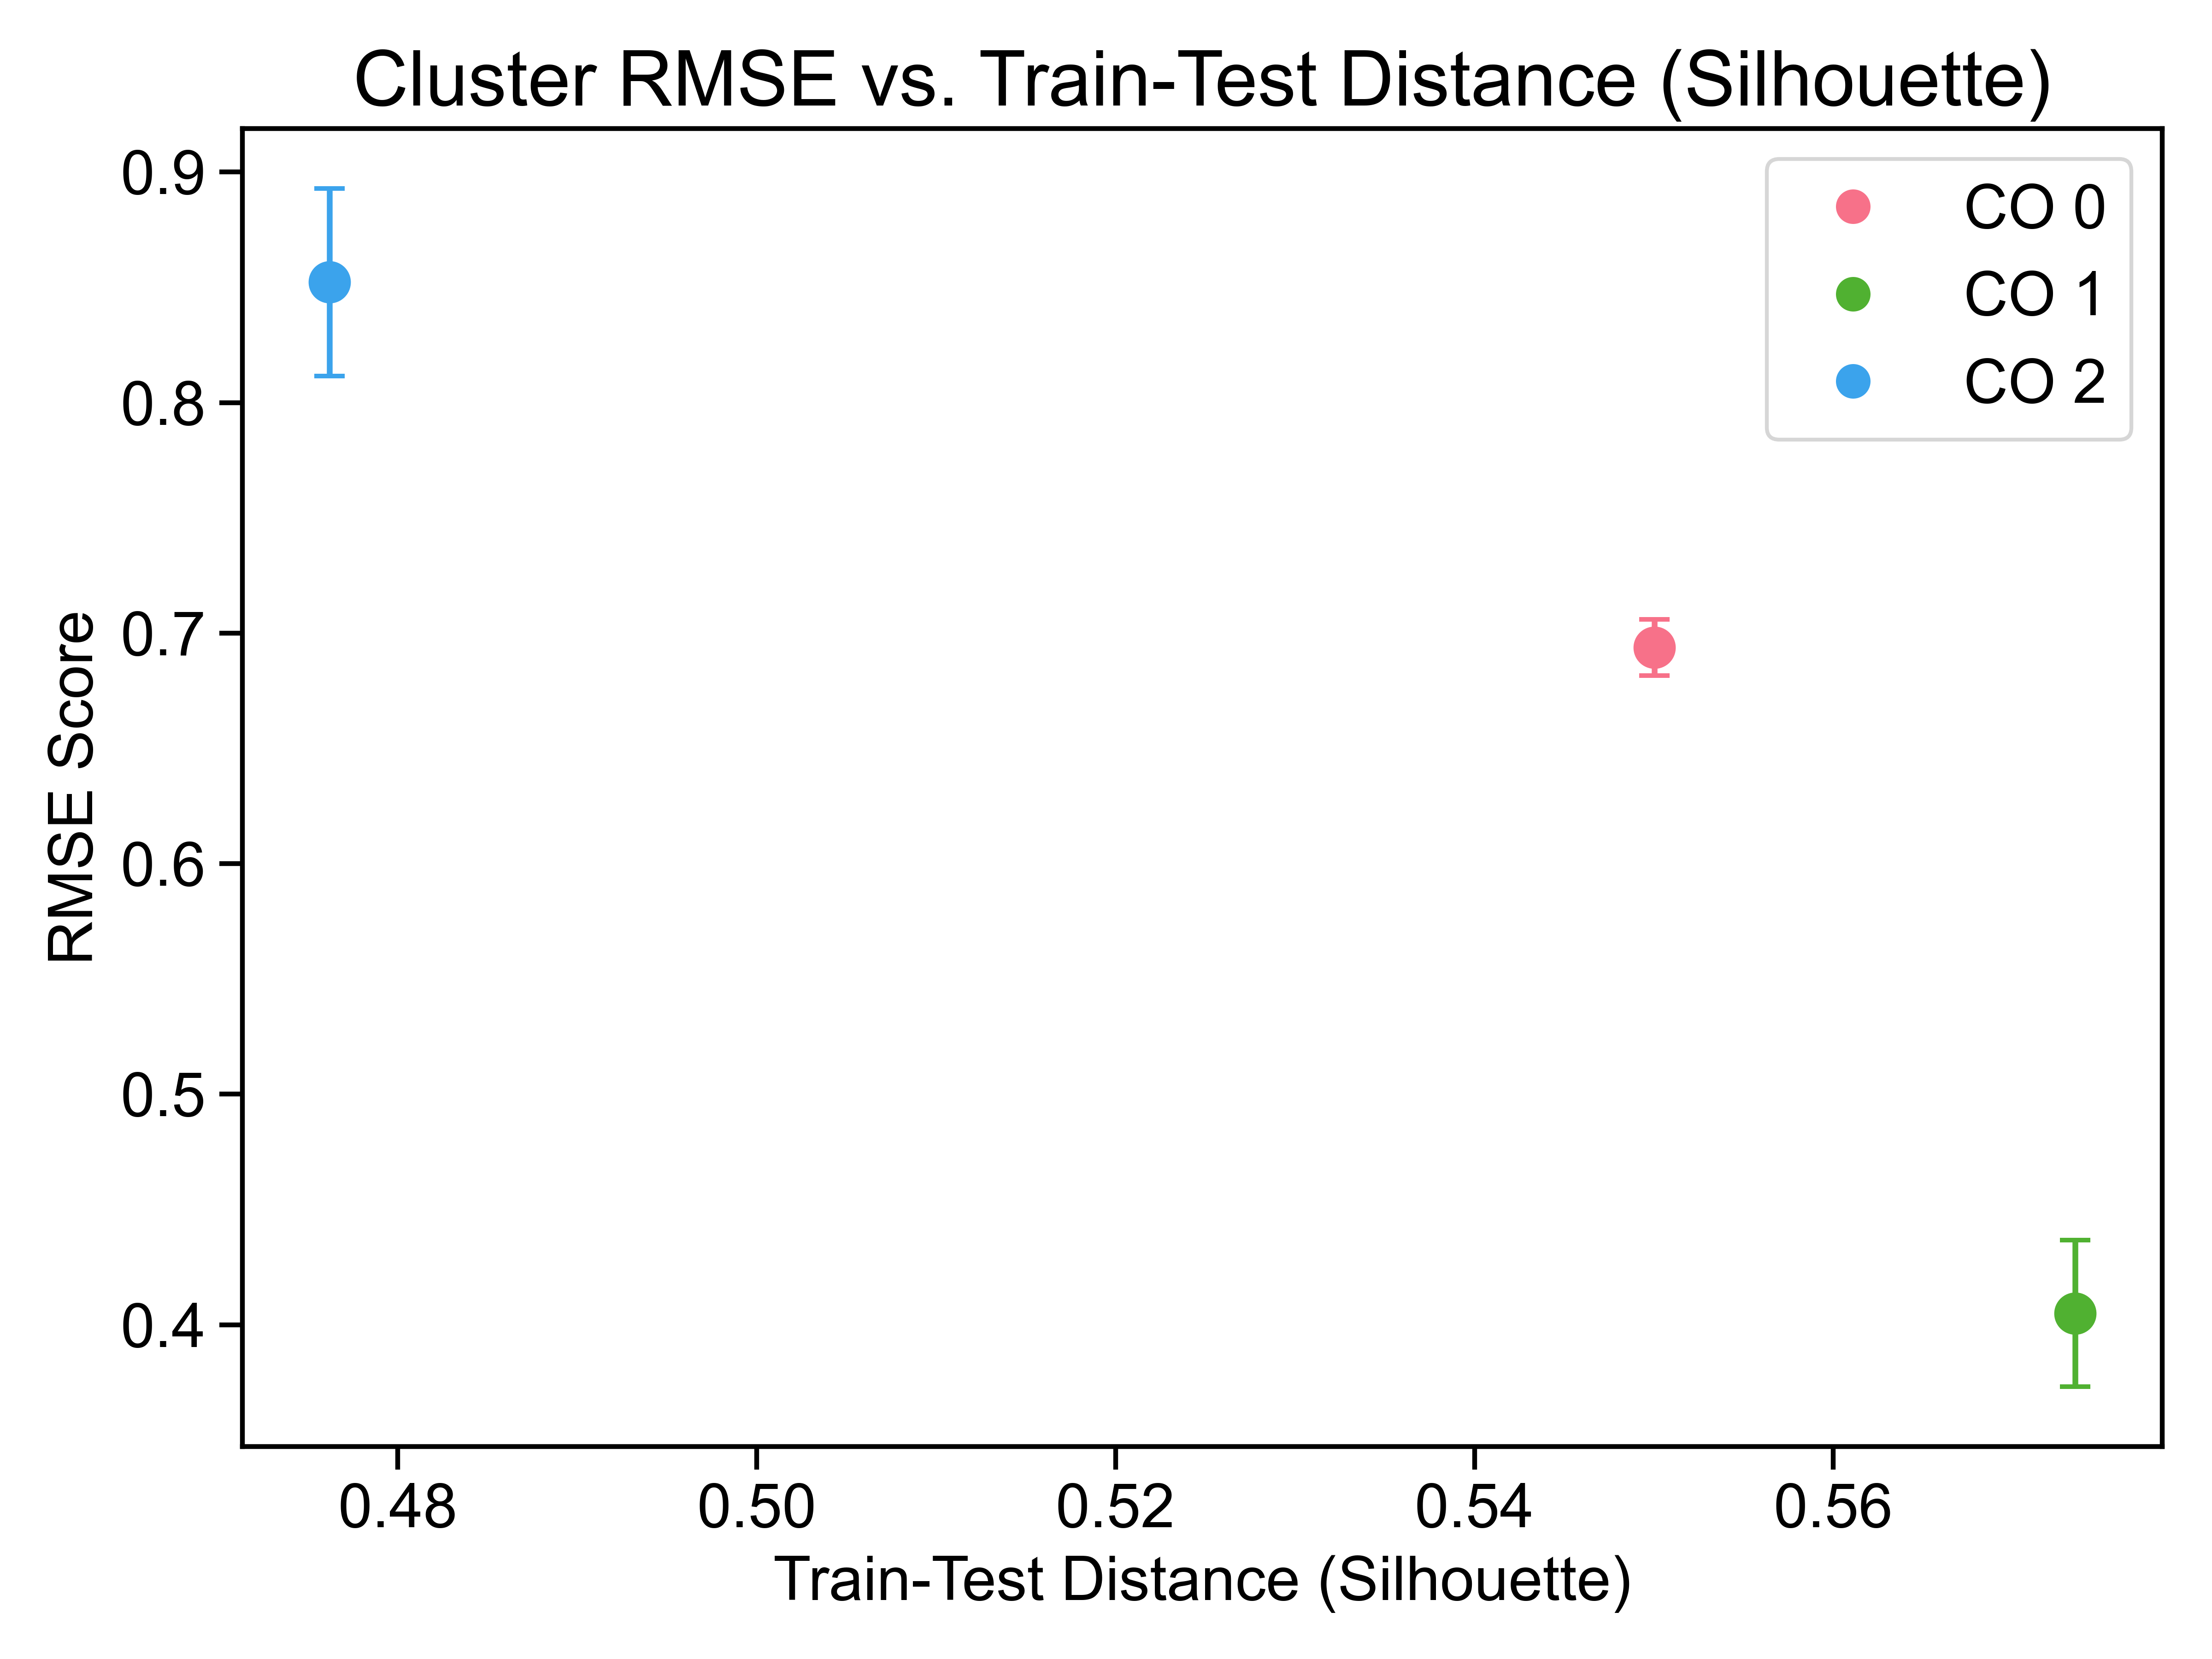 Cluster RMSE vs. Train-Test Distance (Silhouette)
0.9
0.8
0.7
0.6
0.5
0.4
RMSE Score
CO 0
CO 1
CO 2
0.48 0.50 0.52 0.54 0.56
Train-Test Distance (Silhouette)